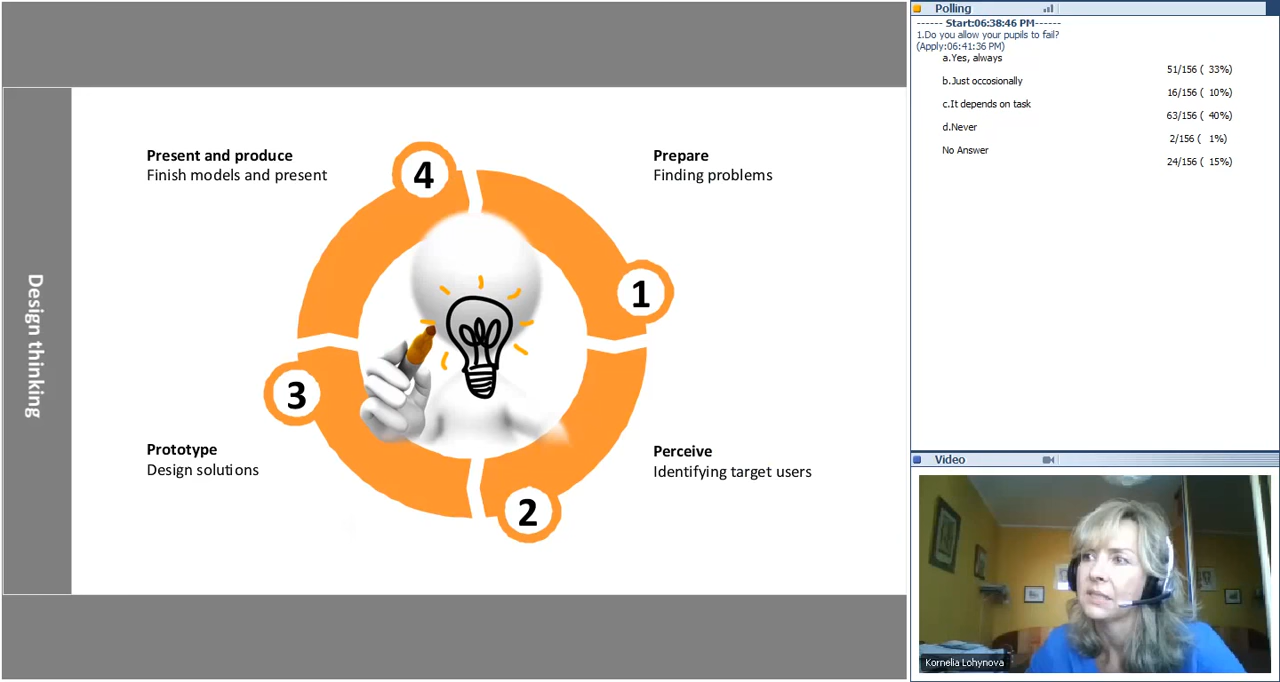 Design thinking
Present and produce
Finish models and present
4
Prepare
Finding problems
1
3
Prototype
Design solutions
Perceive
Identifying target users
2
Polling
------ Start:06:38:46 PM------
1.Do you allow your pupils to fail?
(Apply:06:41:36 PM)
a.Yes, always
51/156 ( 33%)
b.Just occosionally
16/156 ( 10%)
c.It depends on task
63/156 ( 40%)
d.Never
2/156 ( 1%)
No Answer
24/156 ( 15%)
Video
Kornelia Lohynova